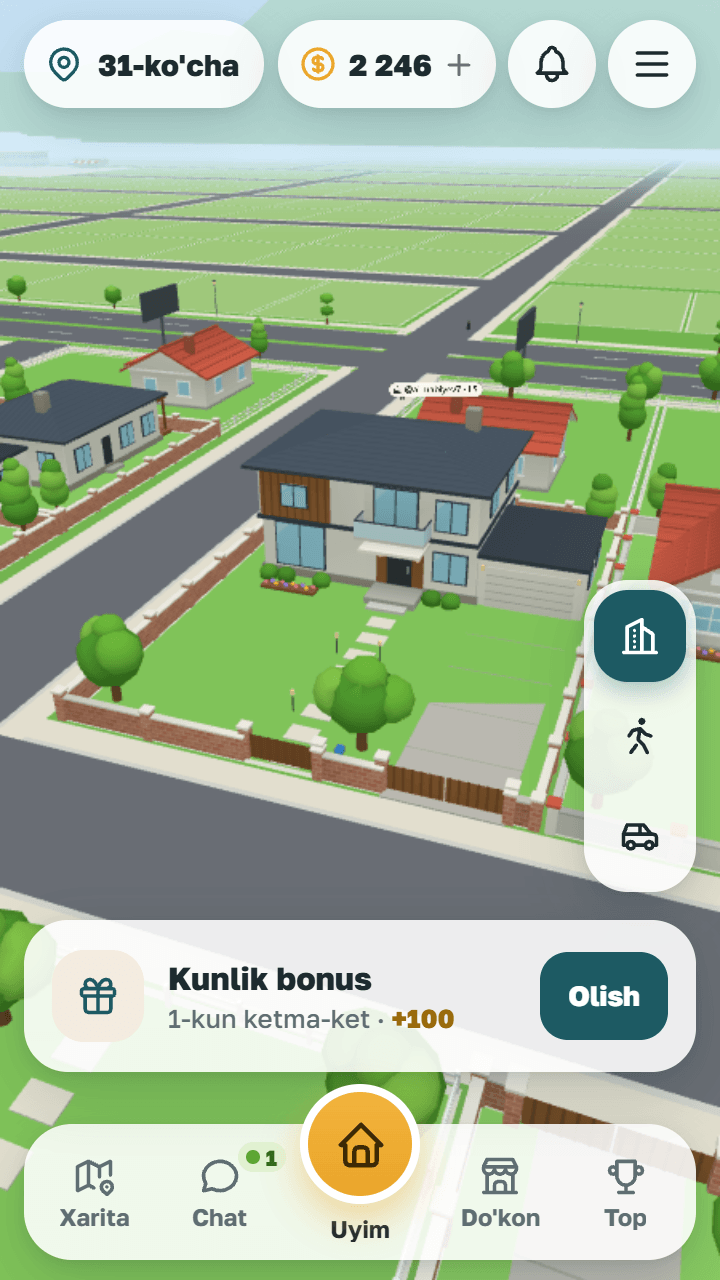 31-ko'cha
2 246
Kunlik bonus
1-kun ketma-ket · +100
Olish
1
Xarita
Chat
Uyim
Do'kon
Top